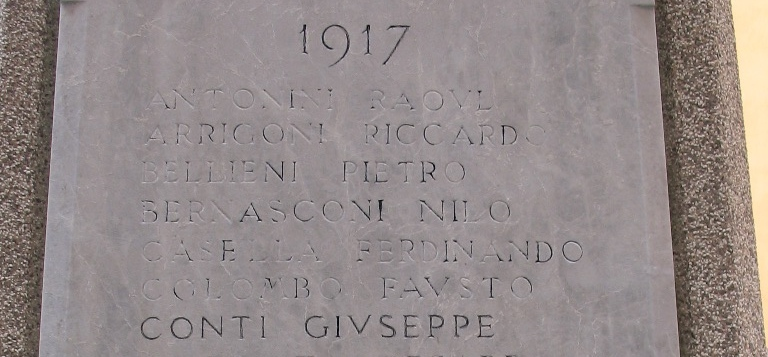 1917
ANTONINI RAOVL
ARRIGONI RICCARDO
BELLIENI PIETRO
BERNASCONI NILO
CASELLA FERDINANDO
COLOMBO FAVSTO
CONTI GIVSEPPE